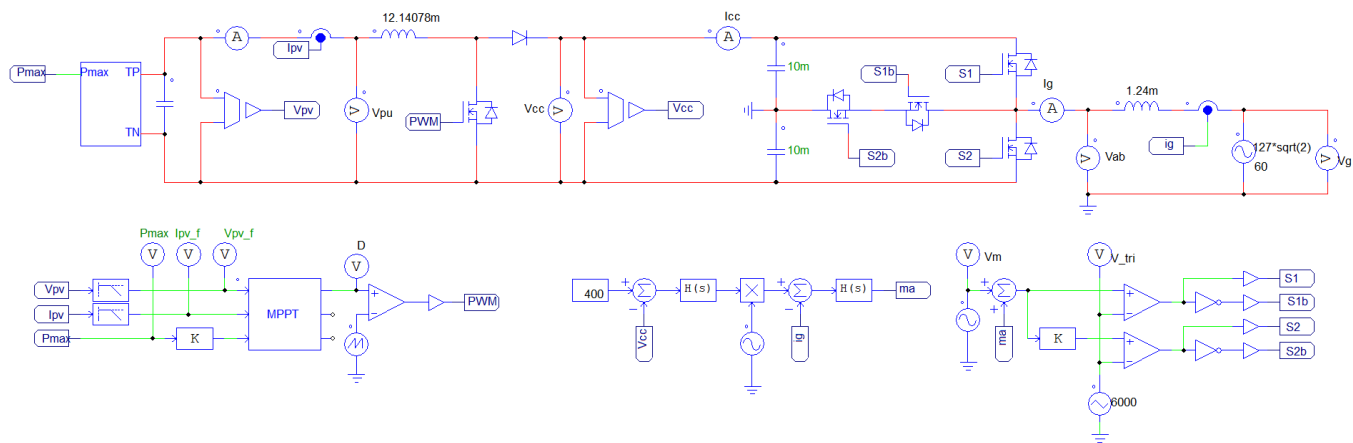 12.14078m
Icc
A
Ipv
A
Pmax
Pmax
TP
TN
Vpv
V
Vpu
PWM
Vcc
V
Vcc
10m
10m
S1b
S2b
S1
S2
Ig
A
1.24m
ig
V
Vab
127*sqrt(2)
60
V
Vg
Pmax
Ipv_f
Vpv_f
V
V
V
D
V
Vpv
Ipv
Pmax
K
MPPT
PWM
400
Vcc
H(s)
ig
H(s)
ma
Vm
V
ma
K
V_tri
V
6000
S1
S1b
S2
S2b